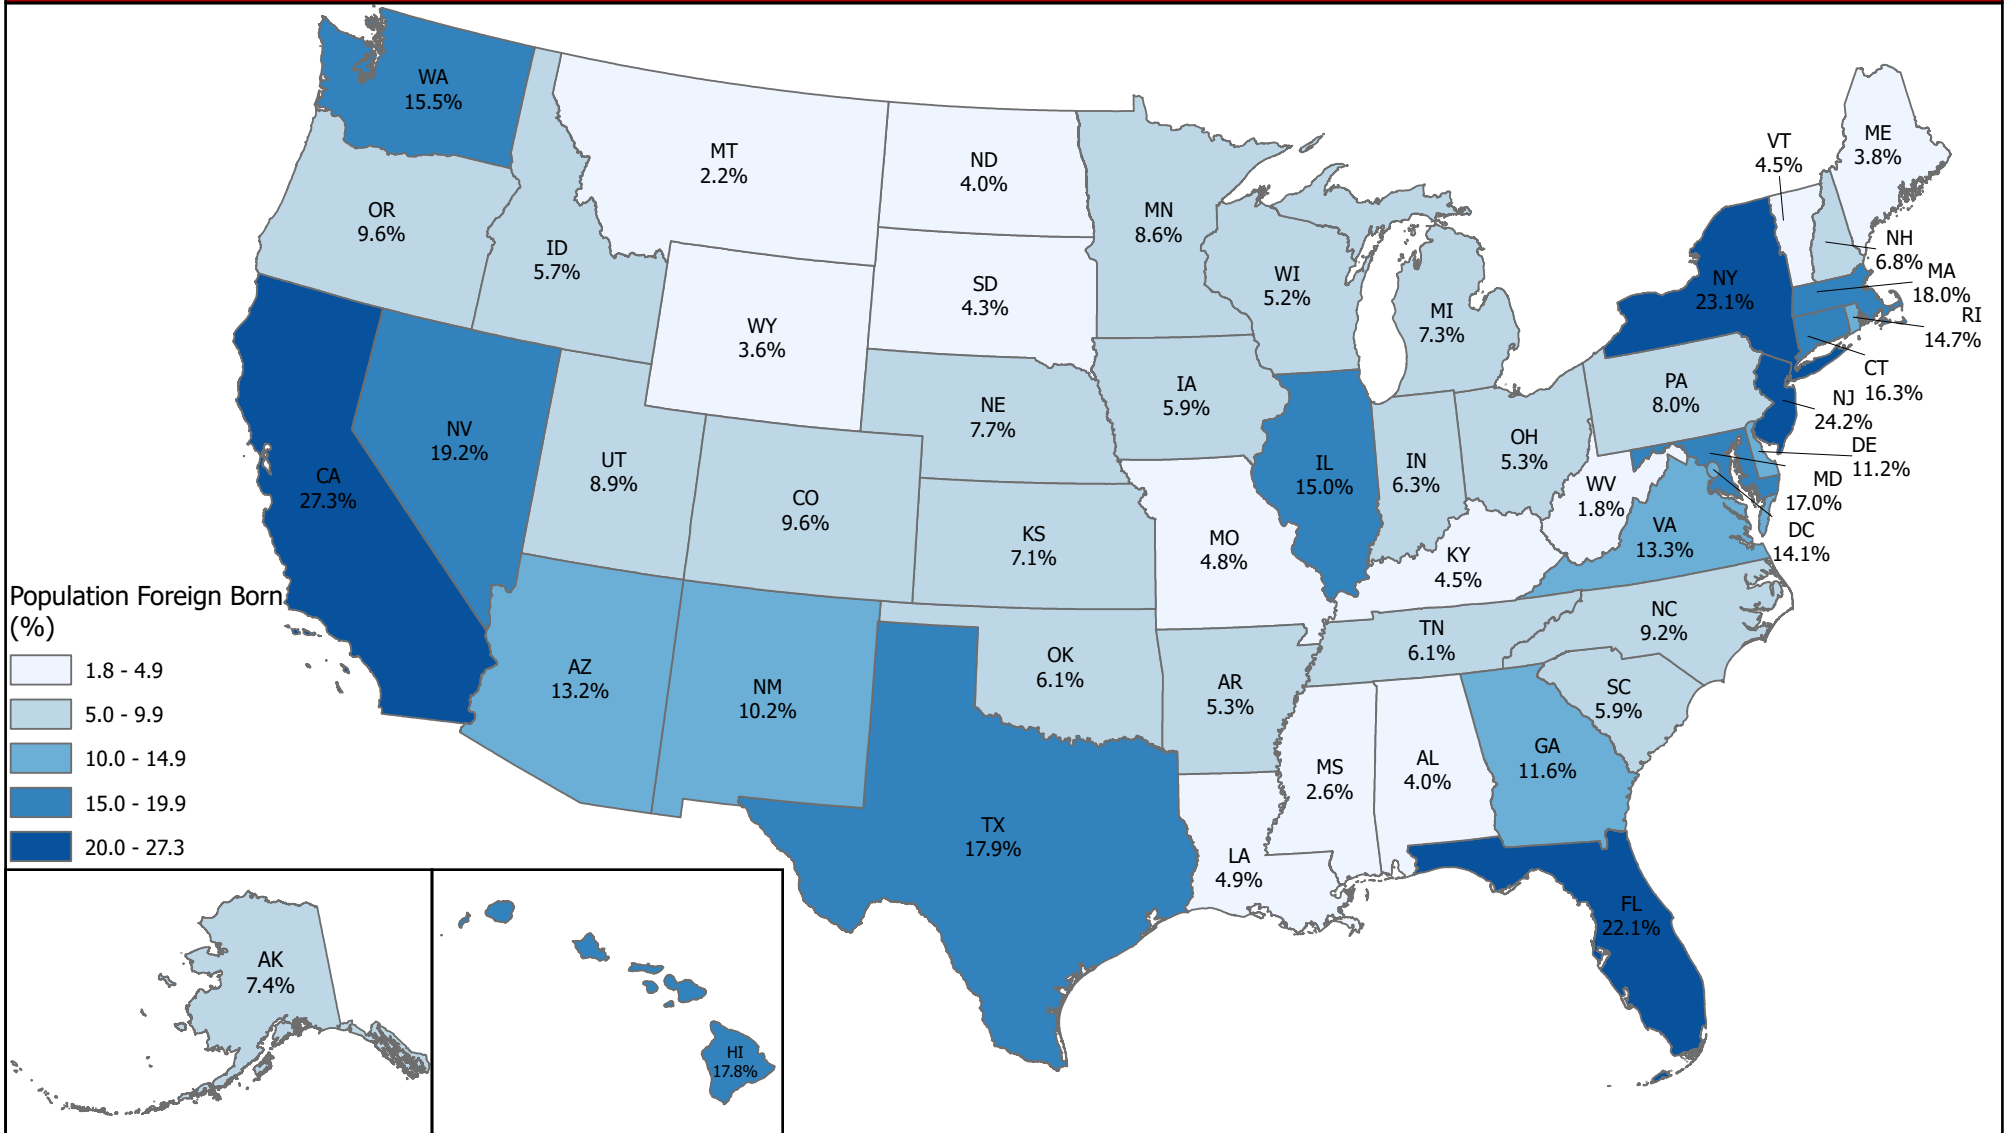 WA
15.5%
MT
2.2%
ND
4.0%
MN
8.6%
VT
4.5%
ME
3.8%
OR
9.6%
ID
5.7%
WY
3.6%
SD
4.3%
WI
5.2%
MI
7.3%
NY
23.1%
NH
6.8%
MA
18.0%
RI
14.7%
CT
16.3%
NJ
24.2%
DE
11.2%
MD
17.0%
DC
14.1%
CA
27.3%
NV
19.2%
UT
8.9%
CO
9.6%
NE
7.7%
KS
7.1%
IA
5.9%
MO
4.8%
IL
15.0%
IN
6.3%
OH
5.3%
PA
8.0%
WV
1.8%
VA
13.3%
KY
4.5%
TN
6.1%
NC
9.2%
SC
5.9%
AZ
13.2%
NM
10.2%
OK
6.1%
AR
5.3%
TX
17.9%
LA
4.9%
MS
2.6%
AL
4.0%
GA
11.6%
FL
22.1%
Population Foreign Born
(%)
1.8 - 4.9
5.0 - 9.9
10.0 - 14.9
15.0 - 19.9
20.0 - 27.3
AK
7.4%
HI
17.8%